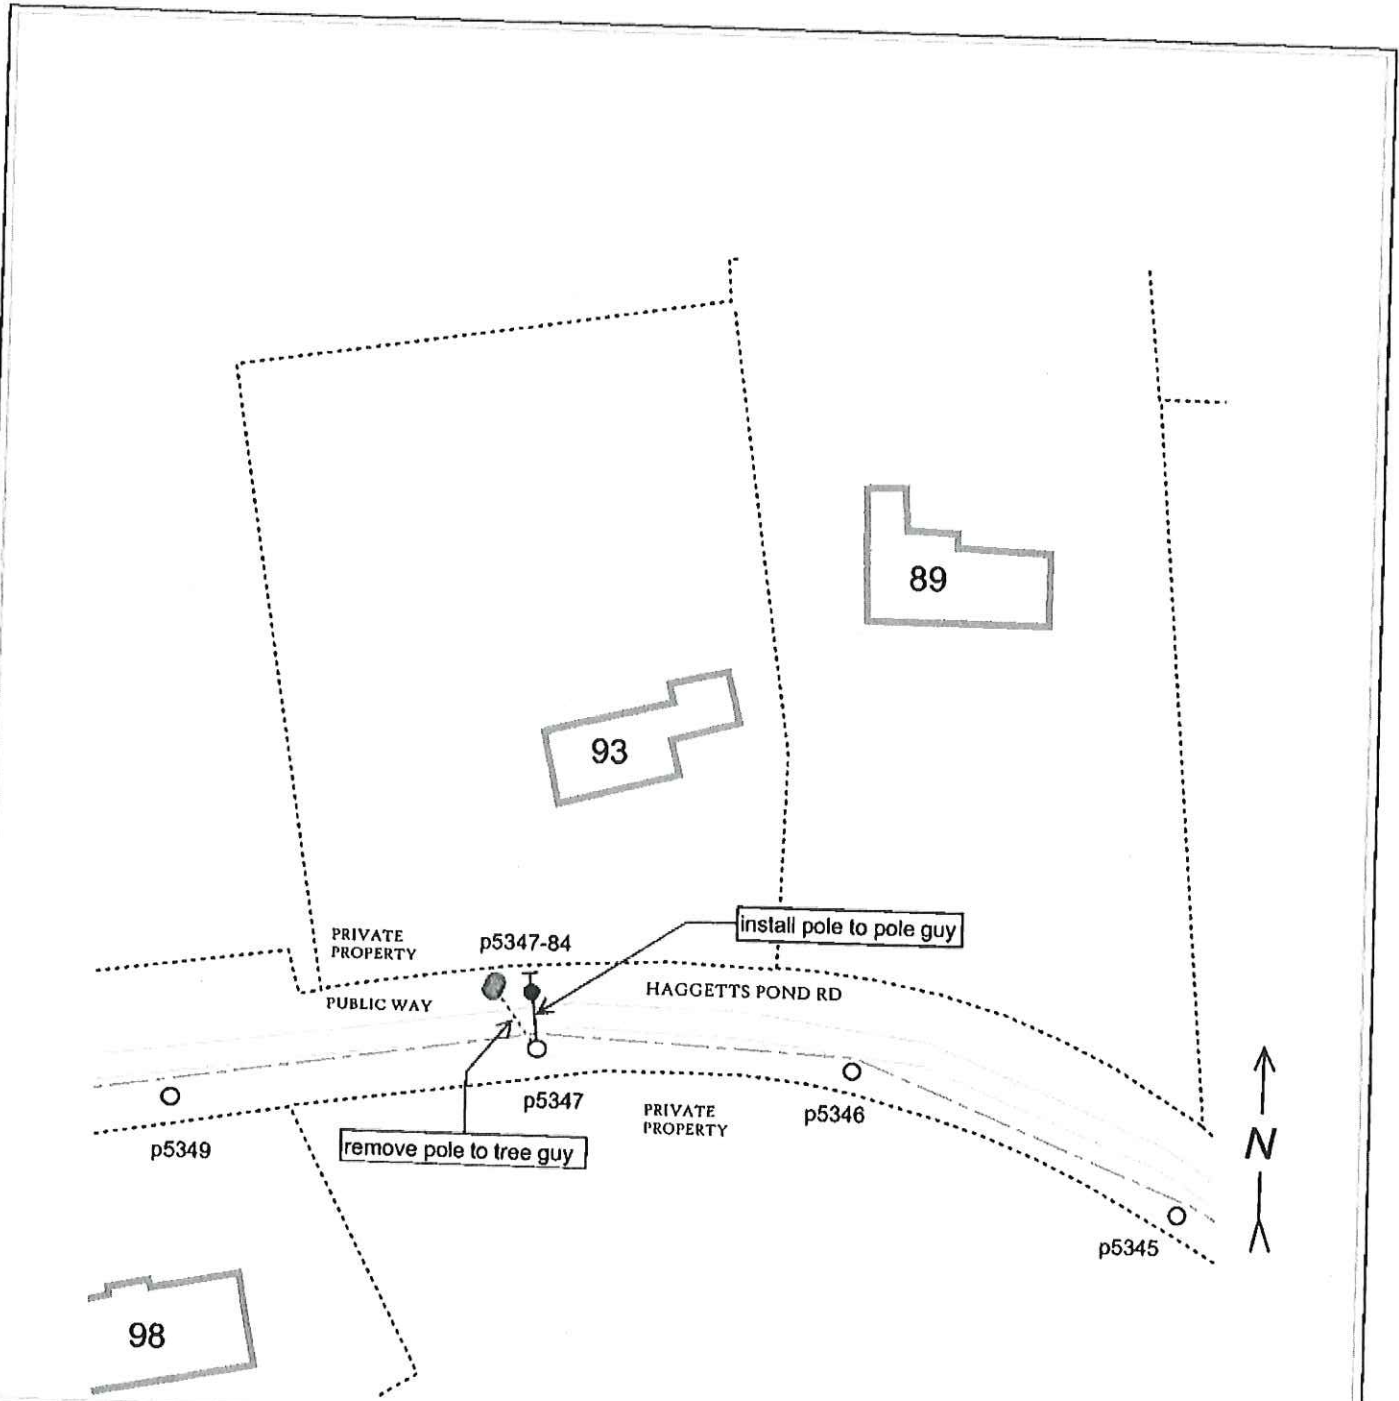 89
93
PRIVATE
PROPERTY
p5347-84
install pole to pole guy
PUBLIC WAY
HAGGETTS POND RD
p5349
p5347
PRIVATE
PROPERTY
p5346
remove pole to tree guy
N
p5345
98